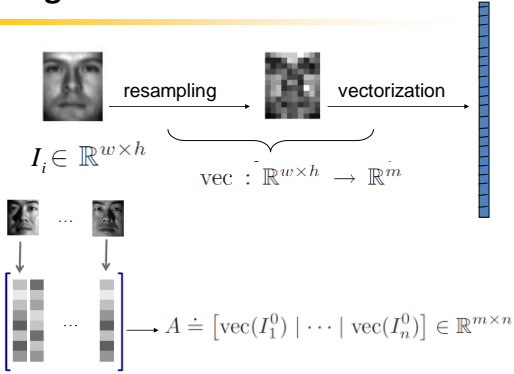 resampling
vectorization
I_i ∈ ℝ^{w×h}
vec : ℝ^{w×h} → ℝ^m
...
...
A ≐ [vec(I_1^0) | ··· | vec(I_n^0)] ∈ ℝ^{m×n}